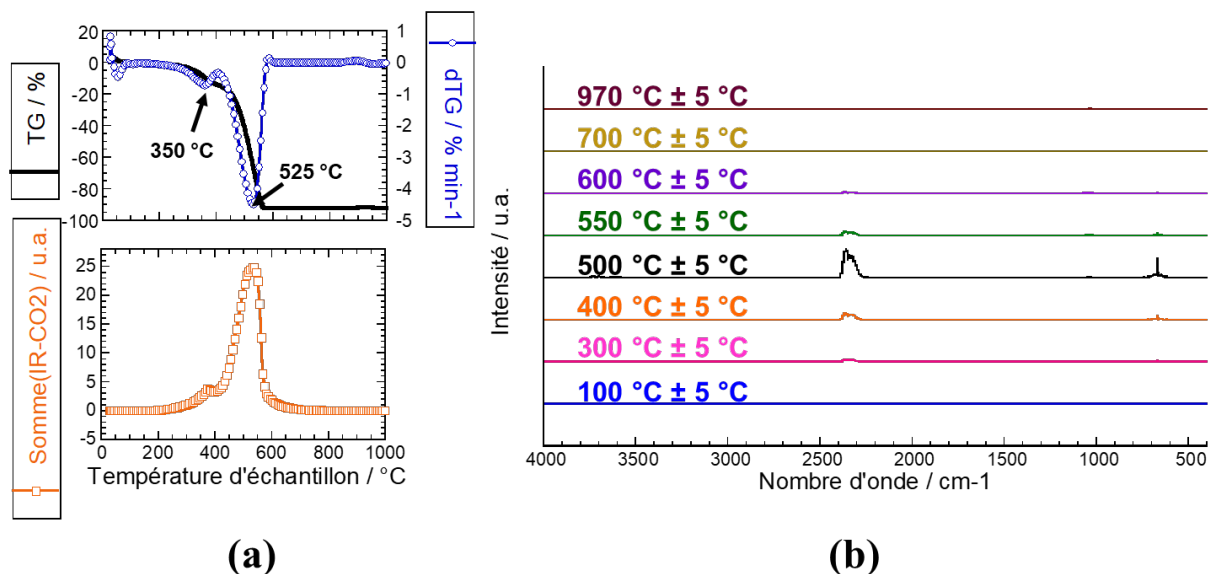 TG / %
20
0
-20
-40
-60
-80
-100
350 °C
525 °C
1
0
-1
-2
-3
-4
-5
dTG / % min-1
Somme(IR-CO2) / u.a.
25
20
15
10
5
0
-5
0 200 400 600 800 1000
Température d'échantillon / °C
(a)
Intensité / u.a.
970 °C ± 5 °C
700 °C ± 5 °C
600 °C ± 5 °C
550 °C ± 5 °C
500 °C ± 5 °C
400 °C ± 5 °C
300 °C ± 5 °C
100 °C ± 5 °C
4000 3500 3000 2500 2000 1500 1000 500
Nombre d'onde / cm-1
(b)